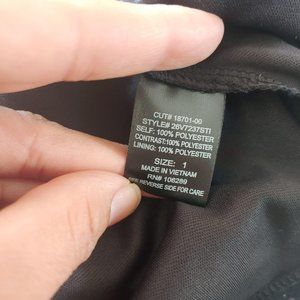 CUT# 18701-00
STYLE# 26V7237STI
SELF: 100% POLYESTER
CONTRAST:100% POLYESTER
LINING: 100% POLYESTER
SIZE: 1
MADE IN VIETNAM
RN# 106289
REVERSE SIDE FOR CARE